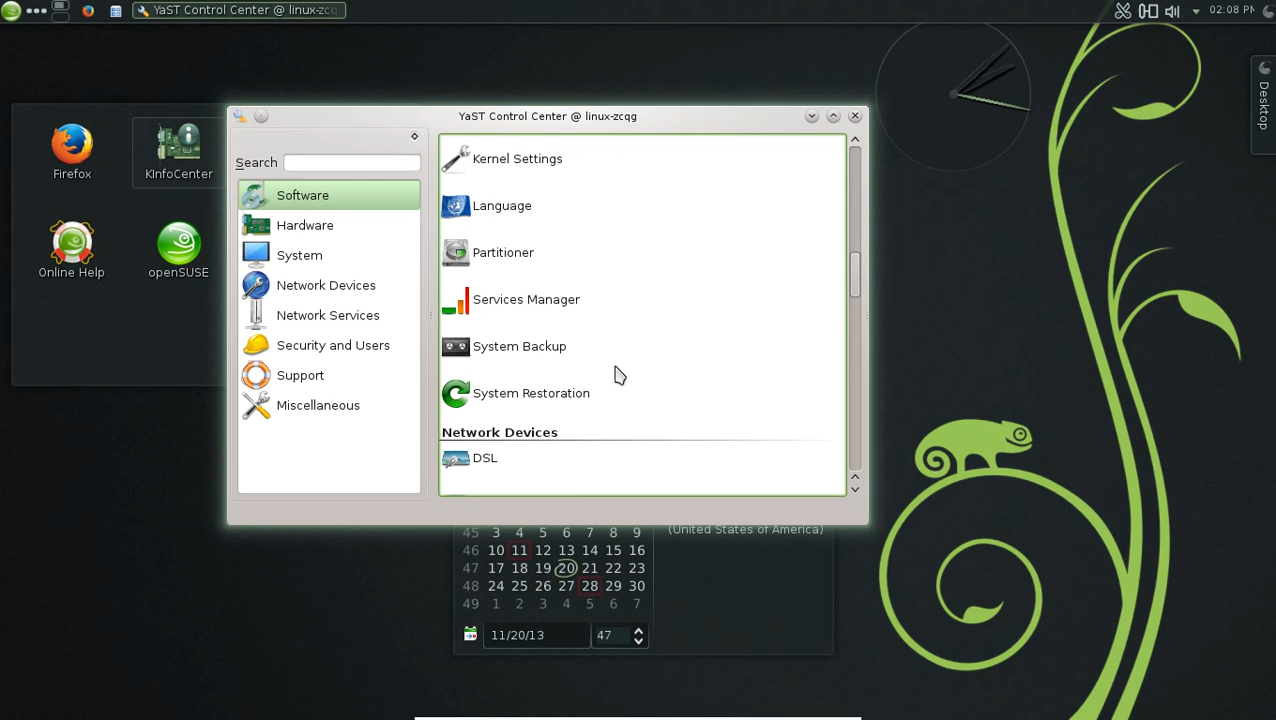 YaST Control Center @ linux-zcq
02:08 PM
Desktop
Firefox
KInfoCenter
Online Help
openSUSE
YaST Control Center @ linux-zcqg
Search
Software
Hardware
System
Network Devices
Network Services
Security and Users
Support
Miscellaneous
Kernel Settings
Language
Partitioner
Services Manager
System Backup
System Restoration
Network Devices
DSL
(United States of America)
45 3 4 5 6 7 8 9
46 10 11 12 13 14 15 16
47 17 18 19 20 21 22 23
48 24 25 26 27 28 29 30
49 1 2 3 4 5 6 7
11/20/13 47